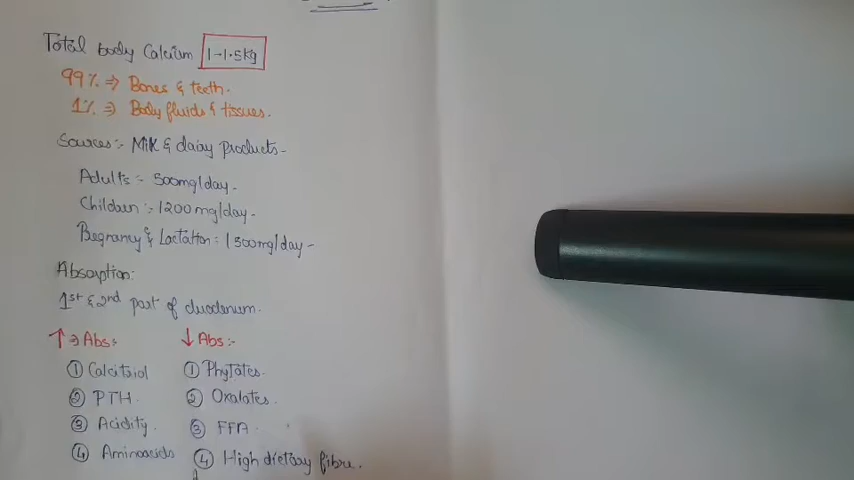 Total body Calcium 1-1.5kg
99% ⇒ Bones & teeth.
1% ⇒ Body fluids & tissues.
Sources:- Milk & dairy products-
Adults:- 500mg/day-
Children:- 1200mg/day-
Pregnancy & Lactation: 1500mg/day-
Absorption:
1st & 2nd part of duodenum.
↑⇒ Abs:- ↓ Abs:-
① Calcitriol ① Phytates.
② PTH. ② Oxalates.
③ Acidity. ③ FFA.
④ Aminoacids ④ High dietary fibre.